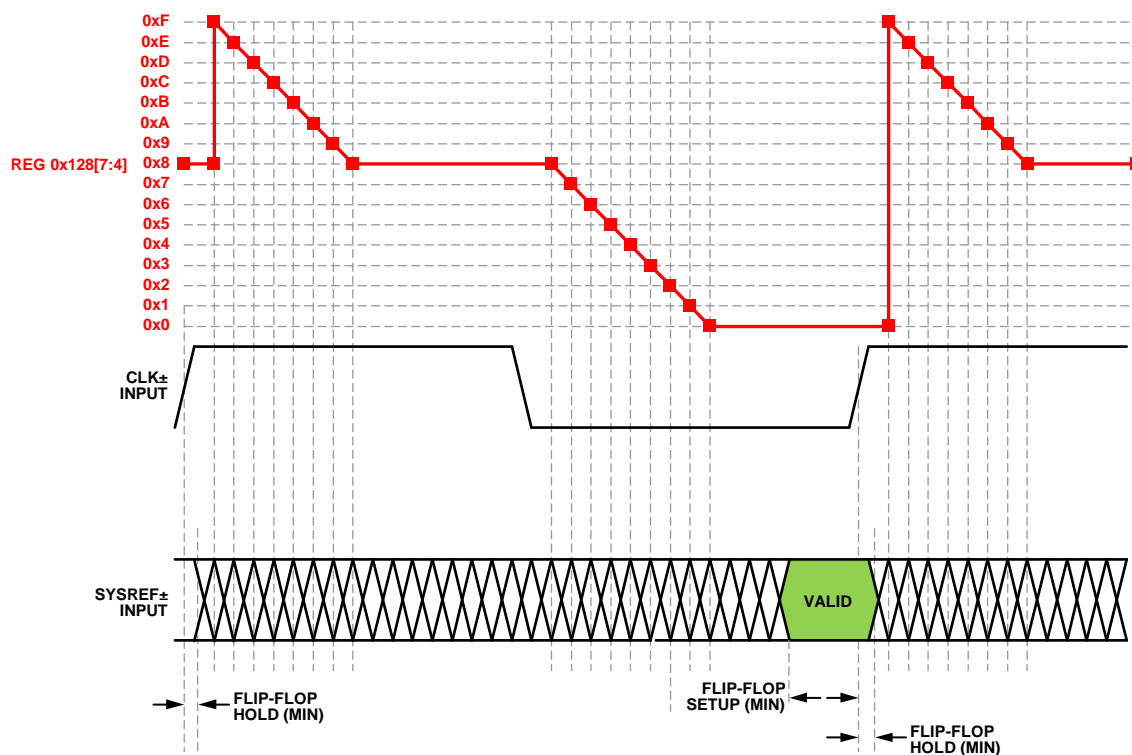 0xF
0xE
0xD
0xC
0xB
0xA
0x9
REG 0x128[7:4] 0x8
0x7
0x6
0x5
0x4
0x3
0x2
0x1
0x0
CLK±
INPUT
SYSREF±
INPUT
VALID
FLIP-FLOP
HOLD (MIN)
FLIP-FLOP
SETUP (MIN)
FLIP-FLOP
HOLD (MIN)